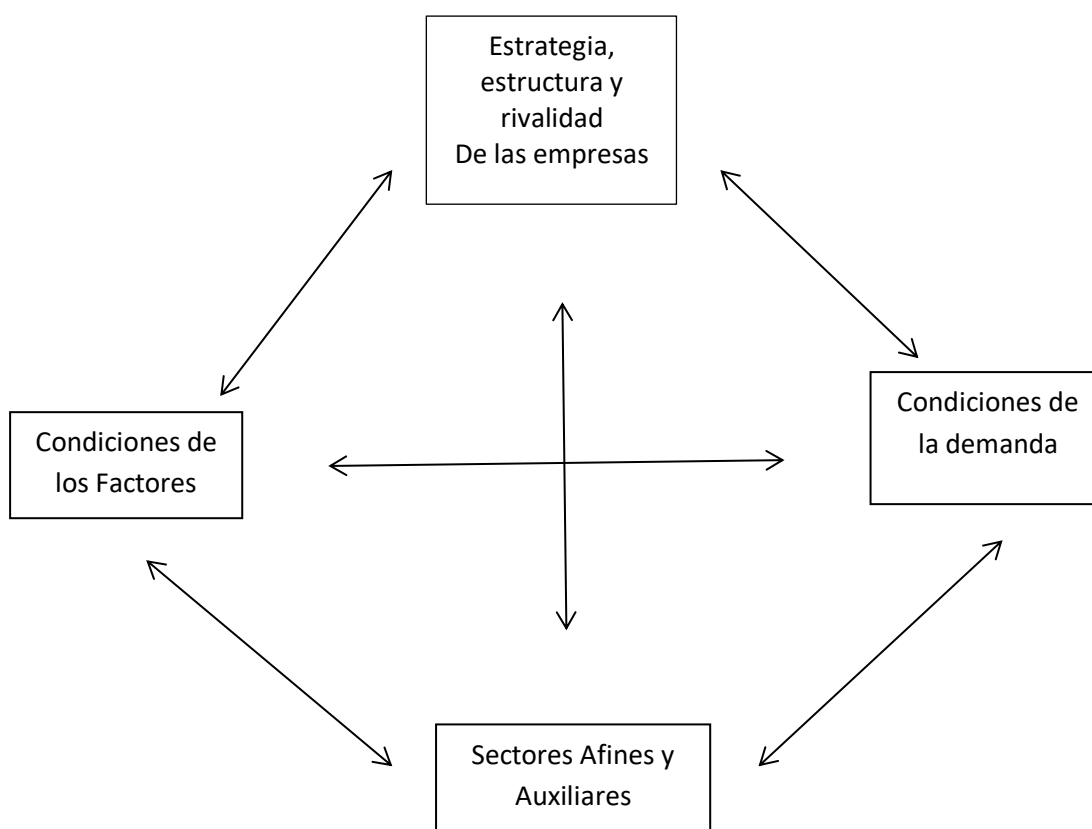 Estrategia,
estructura y
rivalidad
De las empresas
Condiciones de
los Factores
Condiciones de
la demanda
Sectores Afines y
Auxiliares